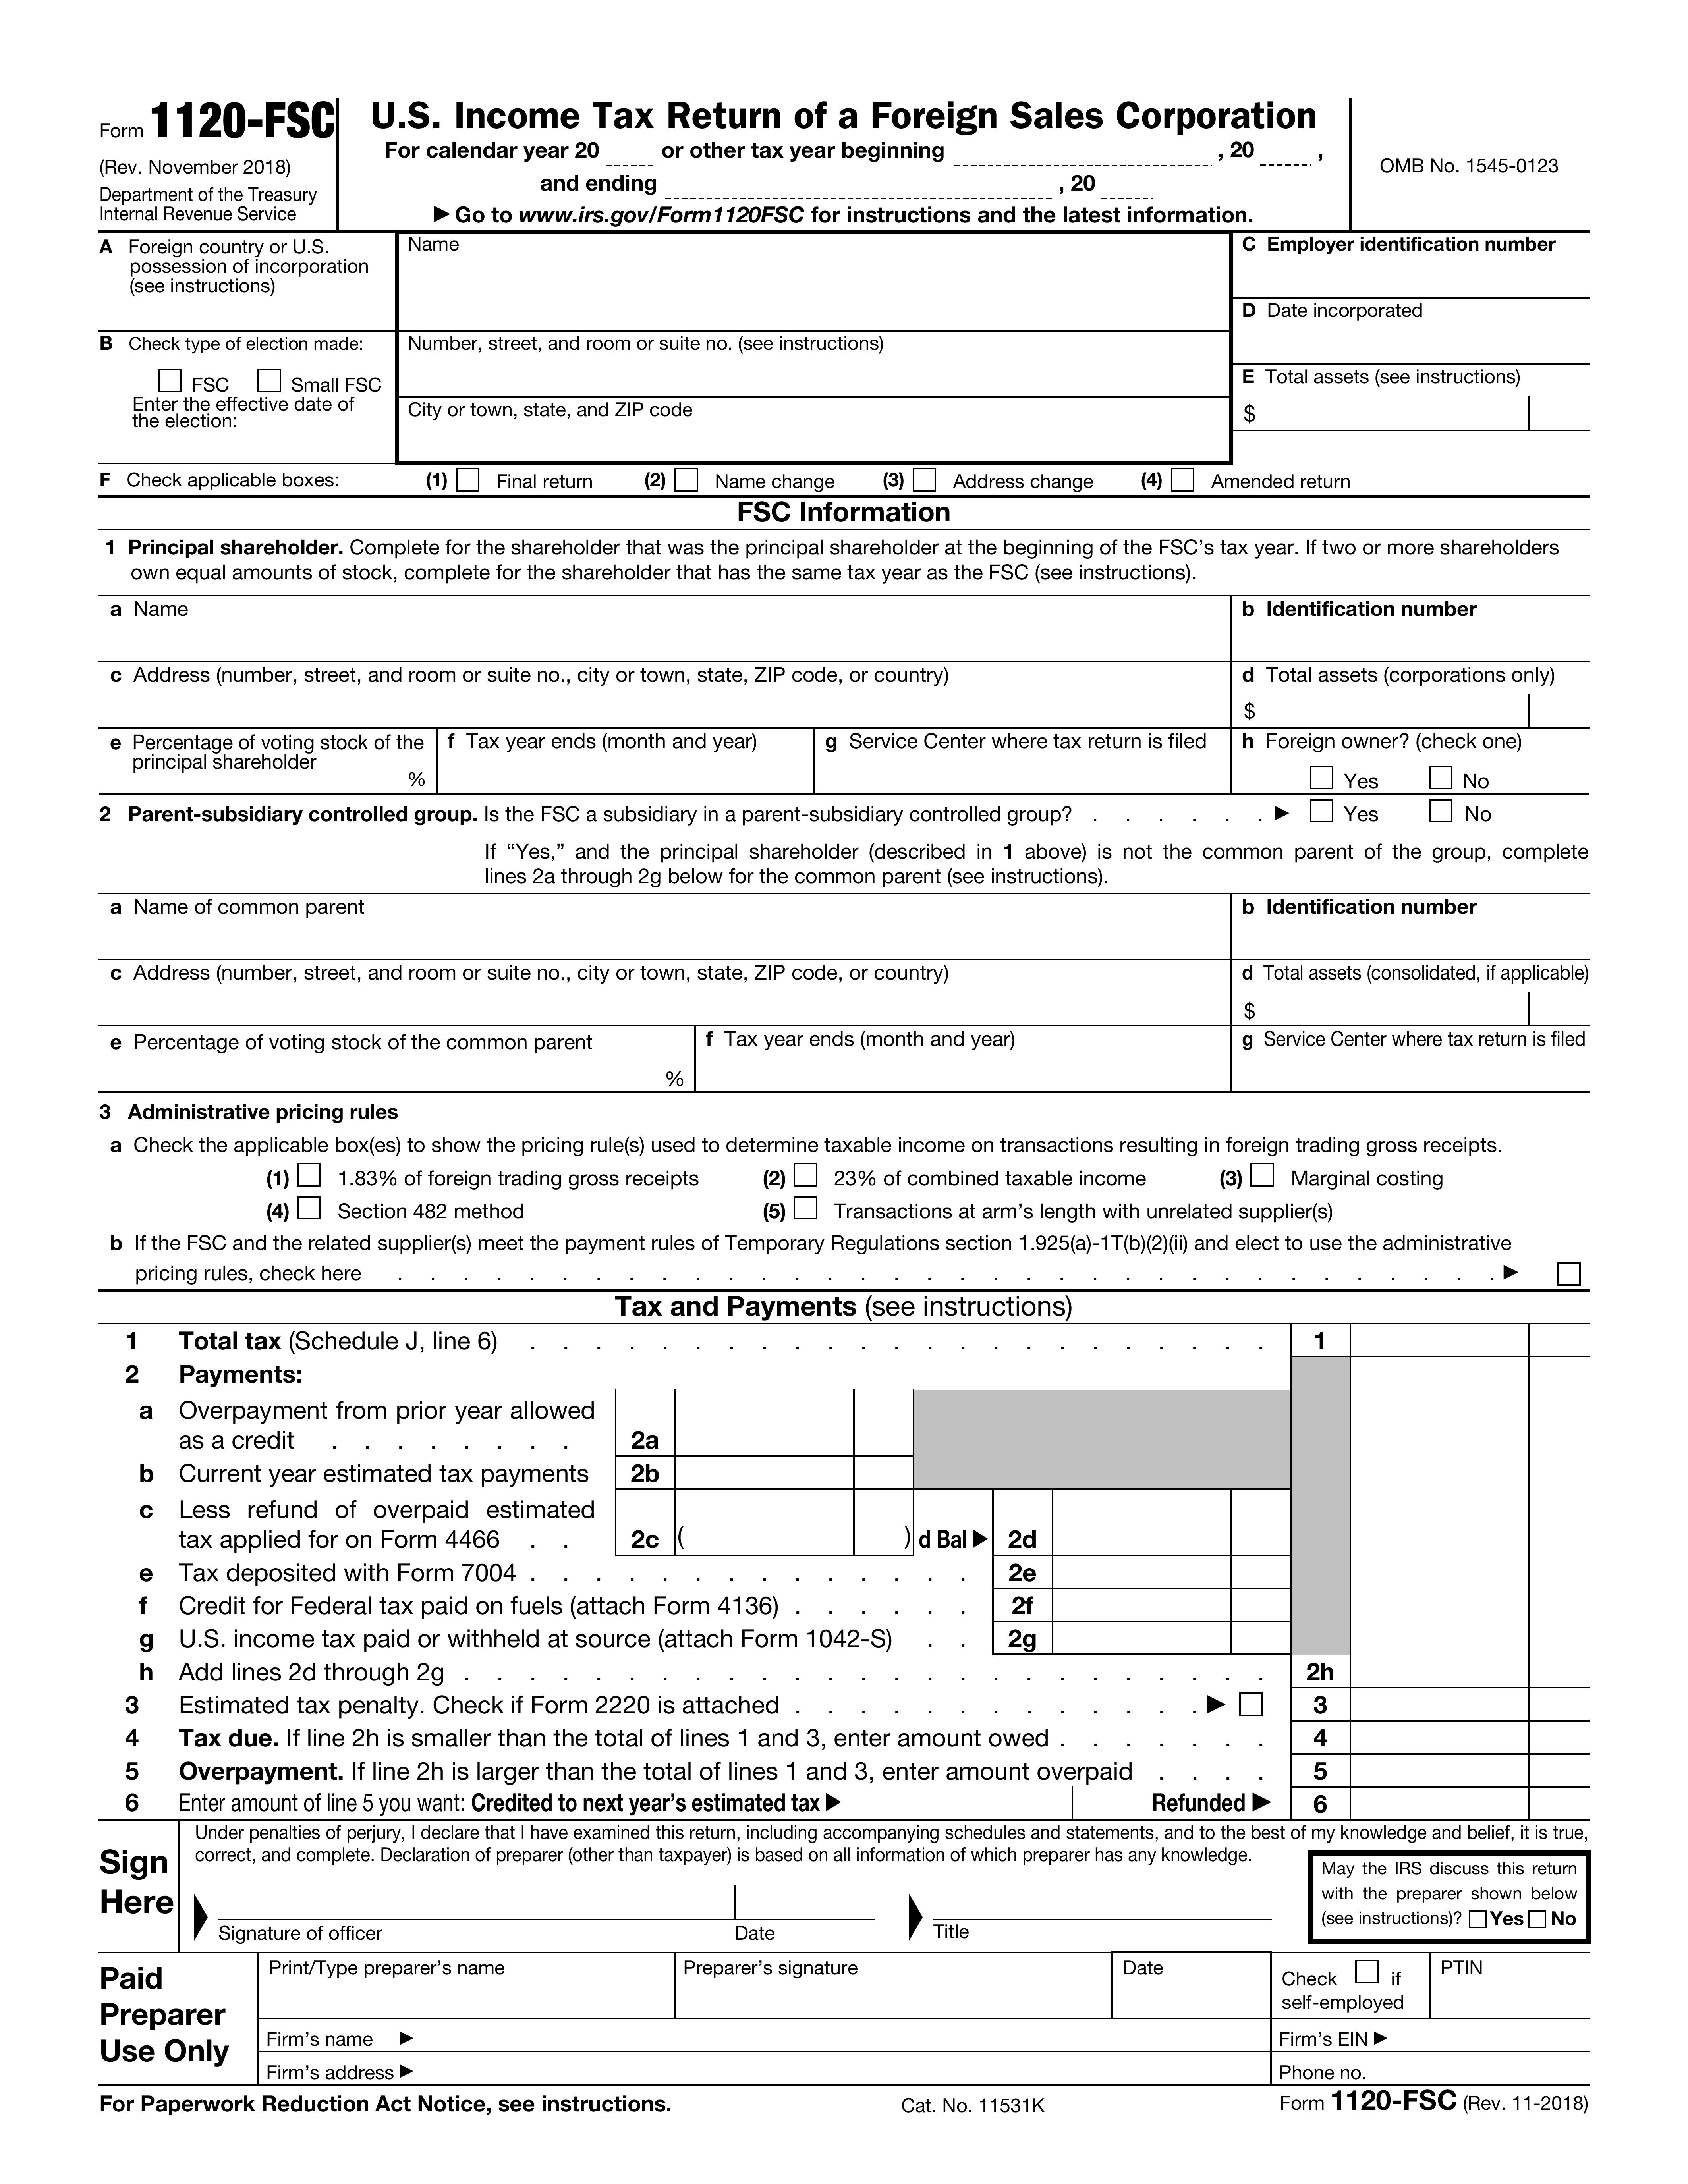 Form 1120-FSC
(Rev. November 2018)
Department of the Treasury
Internal Revenue Service
U.S. Income Tax Return of a Foreign Sales Corporation
For calendar year 20 or other tax year beginning , 20 ,
and ending , 20
▶ Go to www.irs.gov/Form1120FSC for instructions and the latest information.
OMB No. 1545-0123
A Foreign country or U.S.
possession of incorporation
(see instructions)
Name
C Employer identification number
D Date incorporated
B Check type of election made:
FSC Small FSC
Enter the effective date of
the election:
Number, street, and room or suite no. (see instructions)
City or town, state, and ZIP code
E Total assets (see instructions)
$
F Check applicable boxes: (1) Final return (2) Name change (3) Address change (4) Amended return
FSC Information
1 Principal shareholder. Complete for the shareholder that was the principal shareholder at the beginning of the FSC's tax year. If two or more shareholders
own equal amounts of stock, complete for the shareholder that has the same tax year as the FSC (see instructions).
a Name
b Identification number
c Address (number, street, and room or suite no., city or town, state, ZIP code, or country)
d Total assets (corporations only)
$
e Percentage of voting stock of the
principal shareholder
%
f Tax year ends (month and year)
g Service Center where tax return is filed
h Foreign owner? (check one)
Yes No
2 Parent-subsidiary controlled group. Is the FSC a subsidiary in a parent-subsidiary controlled group? . . . . . . ▶ Yes No
If “Yes,” and the principal shareholder (described in 1 above) is not the common parent of the group, complete
lines 2a through 2g below for the common parent (see instructions).
a Name of common parent
b Identification number
c Address (number, street, and room or suite no., city or town, state, ZIP code, or country)
d Total assets (consolidated, if applicable)
$
e Percentage of voting stock of the common parent
%
f Tax year ends (month and year)
g Service Center where tax return is filed
3 Administrative pricing rules
a Check the applicable box(es) to show the pricing rule(s) used to determine taxable income on transactions resulting in foreign trading gross receipts.
(1) 1.83% of foreign trading gross receipts (2) 23% of combined taxable income (3) Marginal costing
(4) Section 482 method (5) Transactions at arm's length with unrelated supplier(s)
b If the FSC and the related supplier(s) meet the payment rules of Temporary Regulations section 1.925(a)-1T(b)(2)(ii) and elect to use the administrative
pricing rules, check here . . . . . . . . . . . . . . . . . . . . . . . . . . . . . . . . . . ▶
Tax and Payments (see instructions)
1 Total tax (Schedule J, line 6) . . . . . . . . . . . . . . . . . . . . . . . 1
2 Payments:
a Overpayment from prior year allowed
as a credit . . . . . . . . 2a
b Current year estimated tax payments 2b
c Less refund of overpaid estimated
tax applied for on Form 4466 . . 2c ( ) d Bal ▶ 2d
e Tax deposited with Form 7004 . . . . . . . . . . . . . . 2e
f Credit for Federal tax paid on fuels (attach Form 4136) . . . . . . 2f
g U.S. income tax paid or withheld at source (attach Form 1042-S) . . 2g
h Add lines 2d through 2g . . . . . . . . . . . . . . . . . . . . . . . . . 2h
3 Estimated tax penalty. Check if Form 2220 is attached . . . . . . . . . . . . . ▶ 3
4 Tax due. If line 2h is smaller than the total of lines 1 and 3, enter amount owed . . . . . . . 4
5 Overpayment. If line 2h is larger than the total of lines 1 and 3, enter amount overpaid . . . . 5
6 Enter amount of line 5 you want: Credited to next year's estimated tax ▶ Refunded ▶ 6
Sign
Here
Under penalties of perjury, I declare that I have examined this return, including accompanying schedules and statements, and to the best of my knowledge and belief, it is true,
correct, and complete. Declaration of preparer (other than taxpayer) is based on all information of which preparer has any knowledge.
Signature of officer
Date
Title
May the IRS discuss this return
with the preparer shown below
(see instructions)? Yes No
Paid
Preparer
Use Only
Print/Type preparer's name
Preparer's signature
Date
Check if
self-employed
PTIN
Firm's name ▶
Firm's EIN ▶
Firm's address ▶
Phone no.
For Paperwork Reduction Act Notice, see instructions.
Cat. No. 11531K
Form 1120-FSC (Rev. 11-2018)